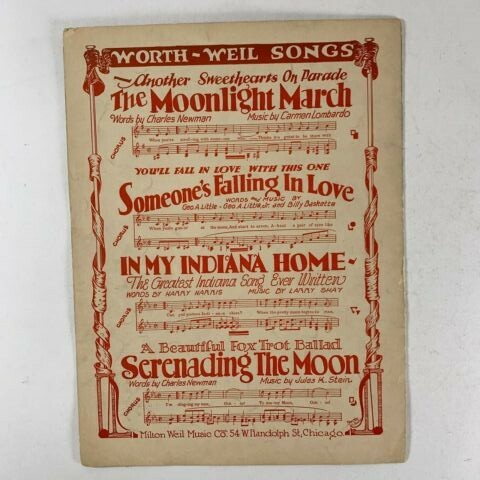 WORTH-WEIL SONGS
Another Sweethearts On Parade
The Moonlight March
Words by Charles Newman Music by Carmen Lombardo
CHORUS
YOU'LL FALL IN LOVE WITH THIS ONE
Someone's Falling In Love
WORDS and MUSIC BY
Geo. A. Little - Geo. A. Little, Jr. and Billy Baskette
CHORUS
IN MY INDIANA HOME~
The Greatest Indiana Song Ever Written
WORDS BY HARRY HARRIS MUSIC BY LARRY SHAY
CHORUS
A Beautiful Fox Trot Ballad
Serenading The Moon
Words by Charles Newman Music by Jules K. Stein
CHORUS
Milton Weil Music Co. 54 W. Randolph St, Chicago.